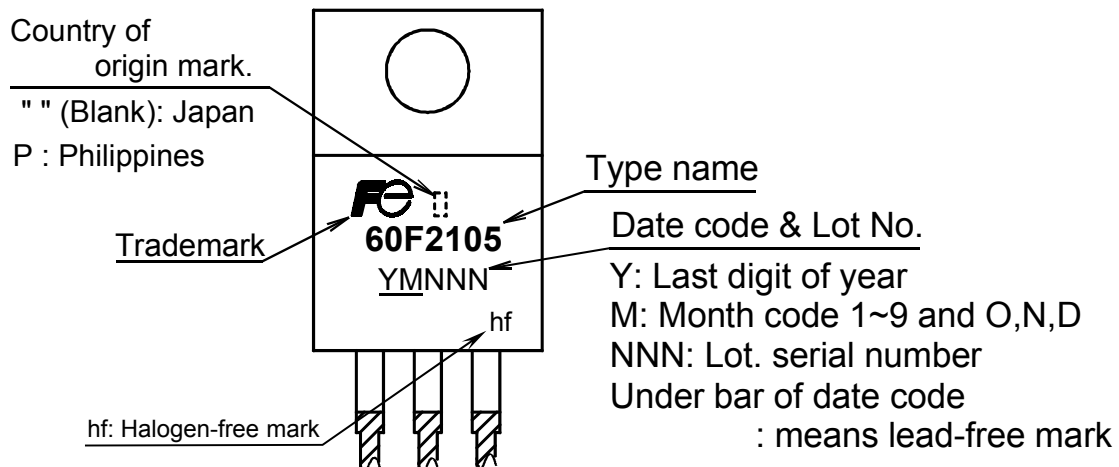 Country of
origin mark.
" " (Blank): Japan
P : Philippines
Trademark
Fe
60F2105
YMNNN
hf
hf: Halogen-free mark
Type name
Date code & Lot No.
Y: Last digit of year
M: Month code 1~9 and O,N,D
NNN: Lot. serial number
Under bar of date code
: means lead-free mark